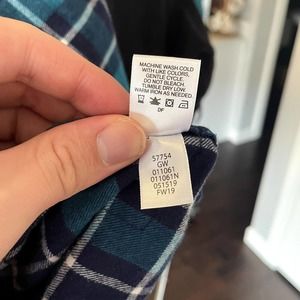 MACHINE WASH COLD
WITH LIKE COLORS,
GENTLE CYCLE.
DO NOT BLEACH.
TUMBLE DRY LOW.
WARM IRON AS NEEDED.
DF
57754
GW
011061
011061N
051519
FW19